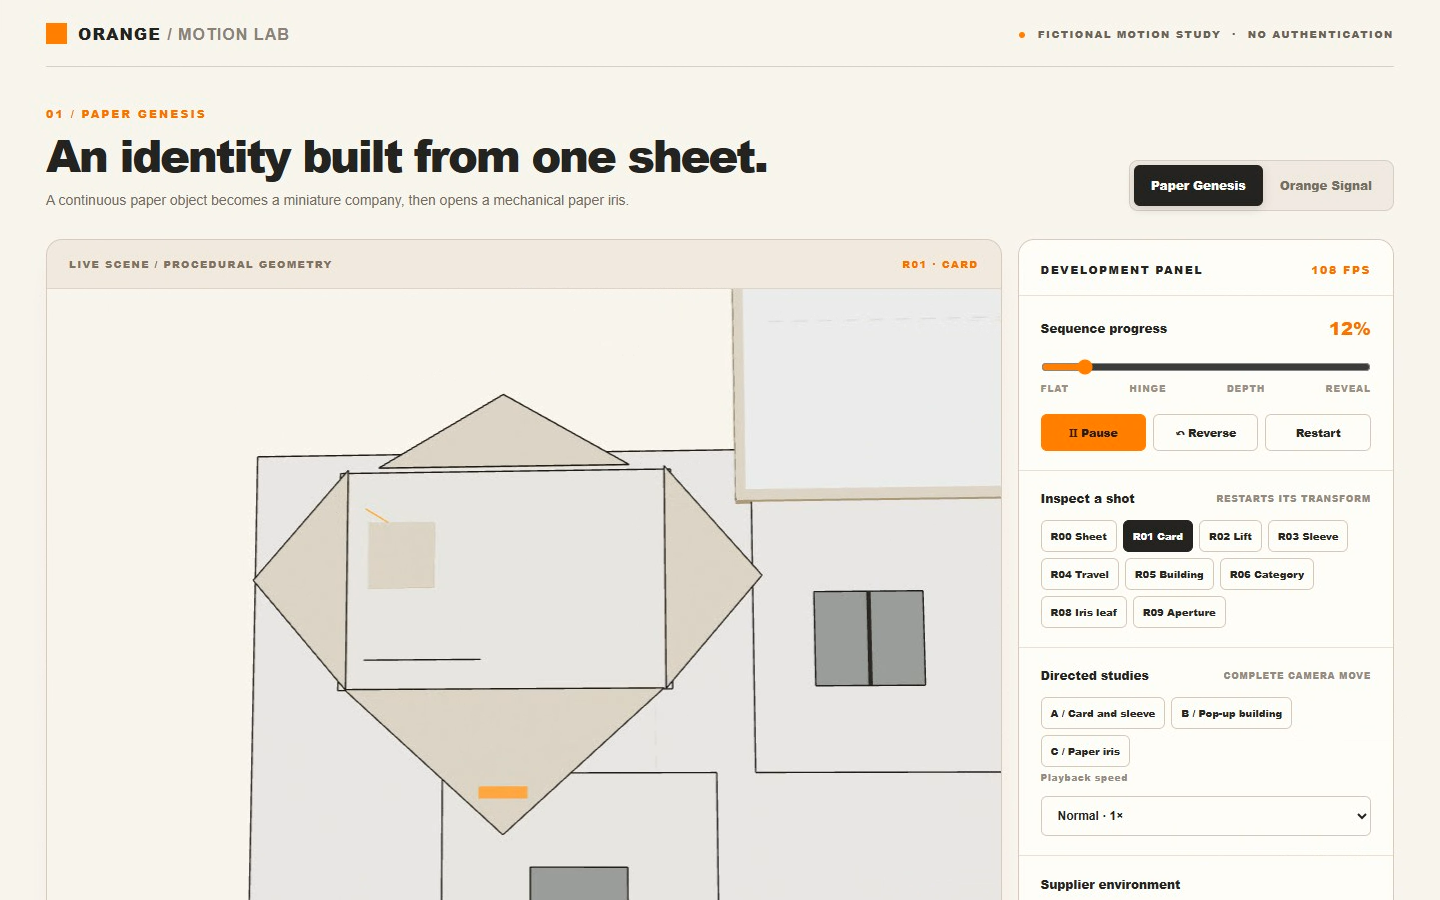 ORANGE / MOTION LAB
FICTIONAL MOTION STUDY · NO AUTHENTICATION
01 / PAPER GENESIS
An identity built from one sheet.
A continuous paper object becomes a miniature company, then opens a mechanical paper iris.
Paper Genesis
Orange Signal
LIVE SCENE / PROCEDURAL GEOMETRY
R01 · CARD
DEVELOPMENT PANEL
108 FPS
Sequence progress
12%
FLAT
HINGE
DEPTH
REVEAL
II Pause
↶ Reverse
Restart
Inspect a shot
RESTARTS ITS TRANSFORM
R00 Sheet
R01 Card
R02 Lift
R03 Sleeve
R04 Travel
R05 Building
R06 Category
R08 Iris leaf
R09 Aperture
Directed studies
COMPLETE CAMERA MOVE
A / Card and sleeve
B / Pop-up building
C / Paper iris
Playback speed
Normal · 1×
Supplier environment